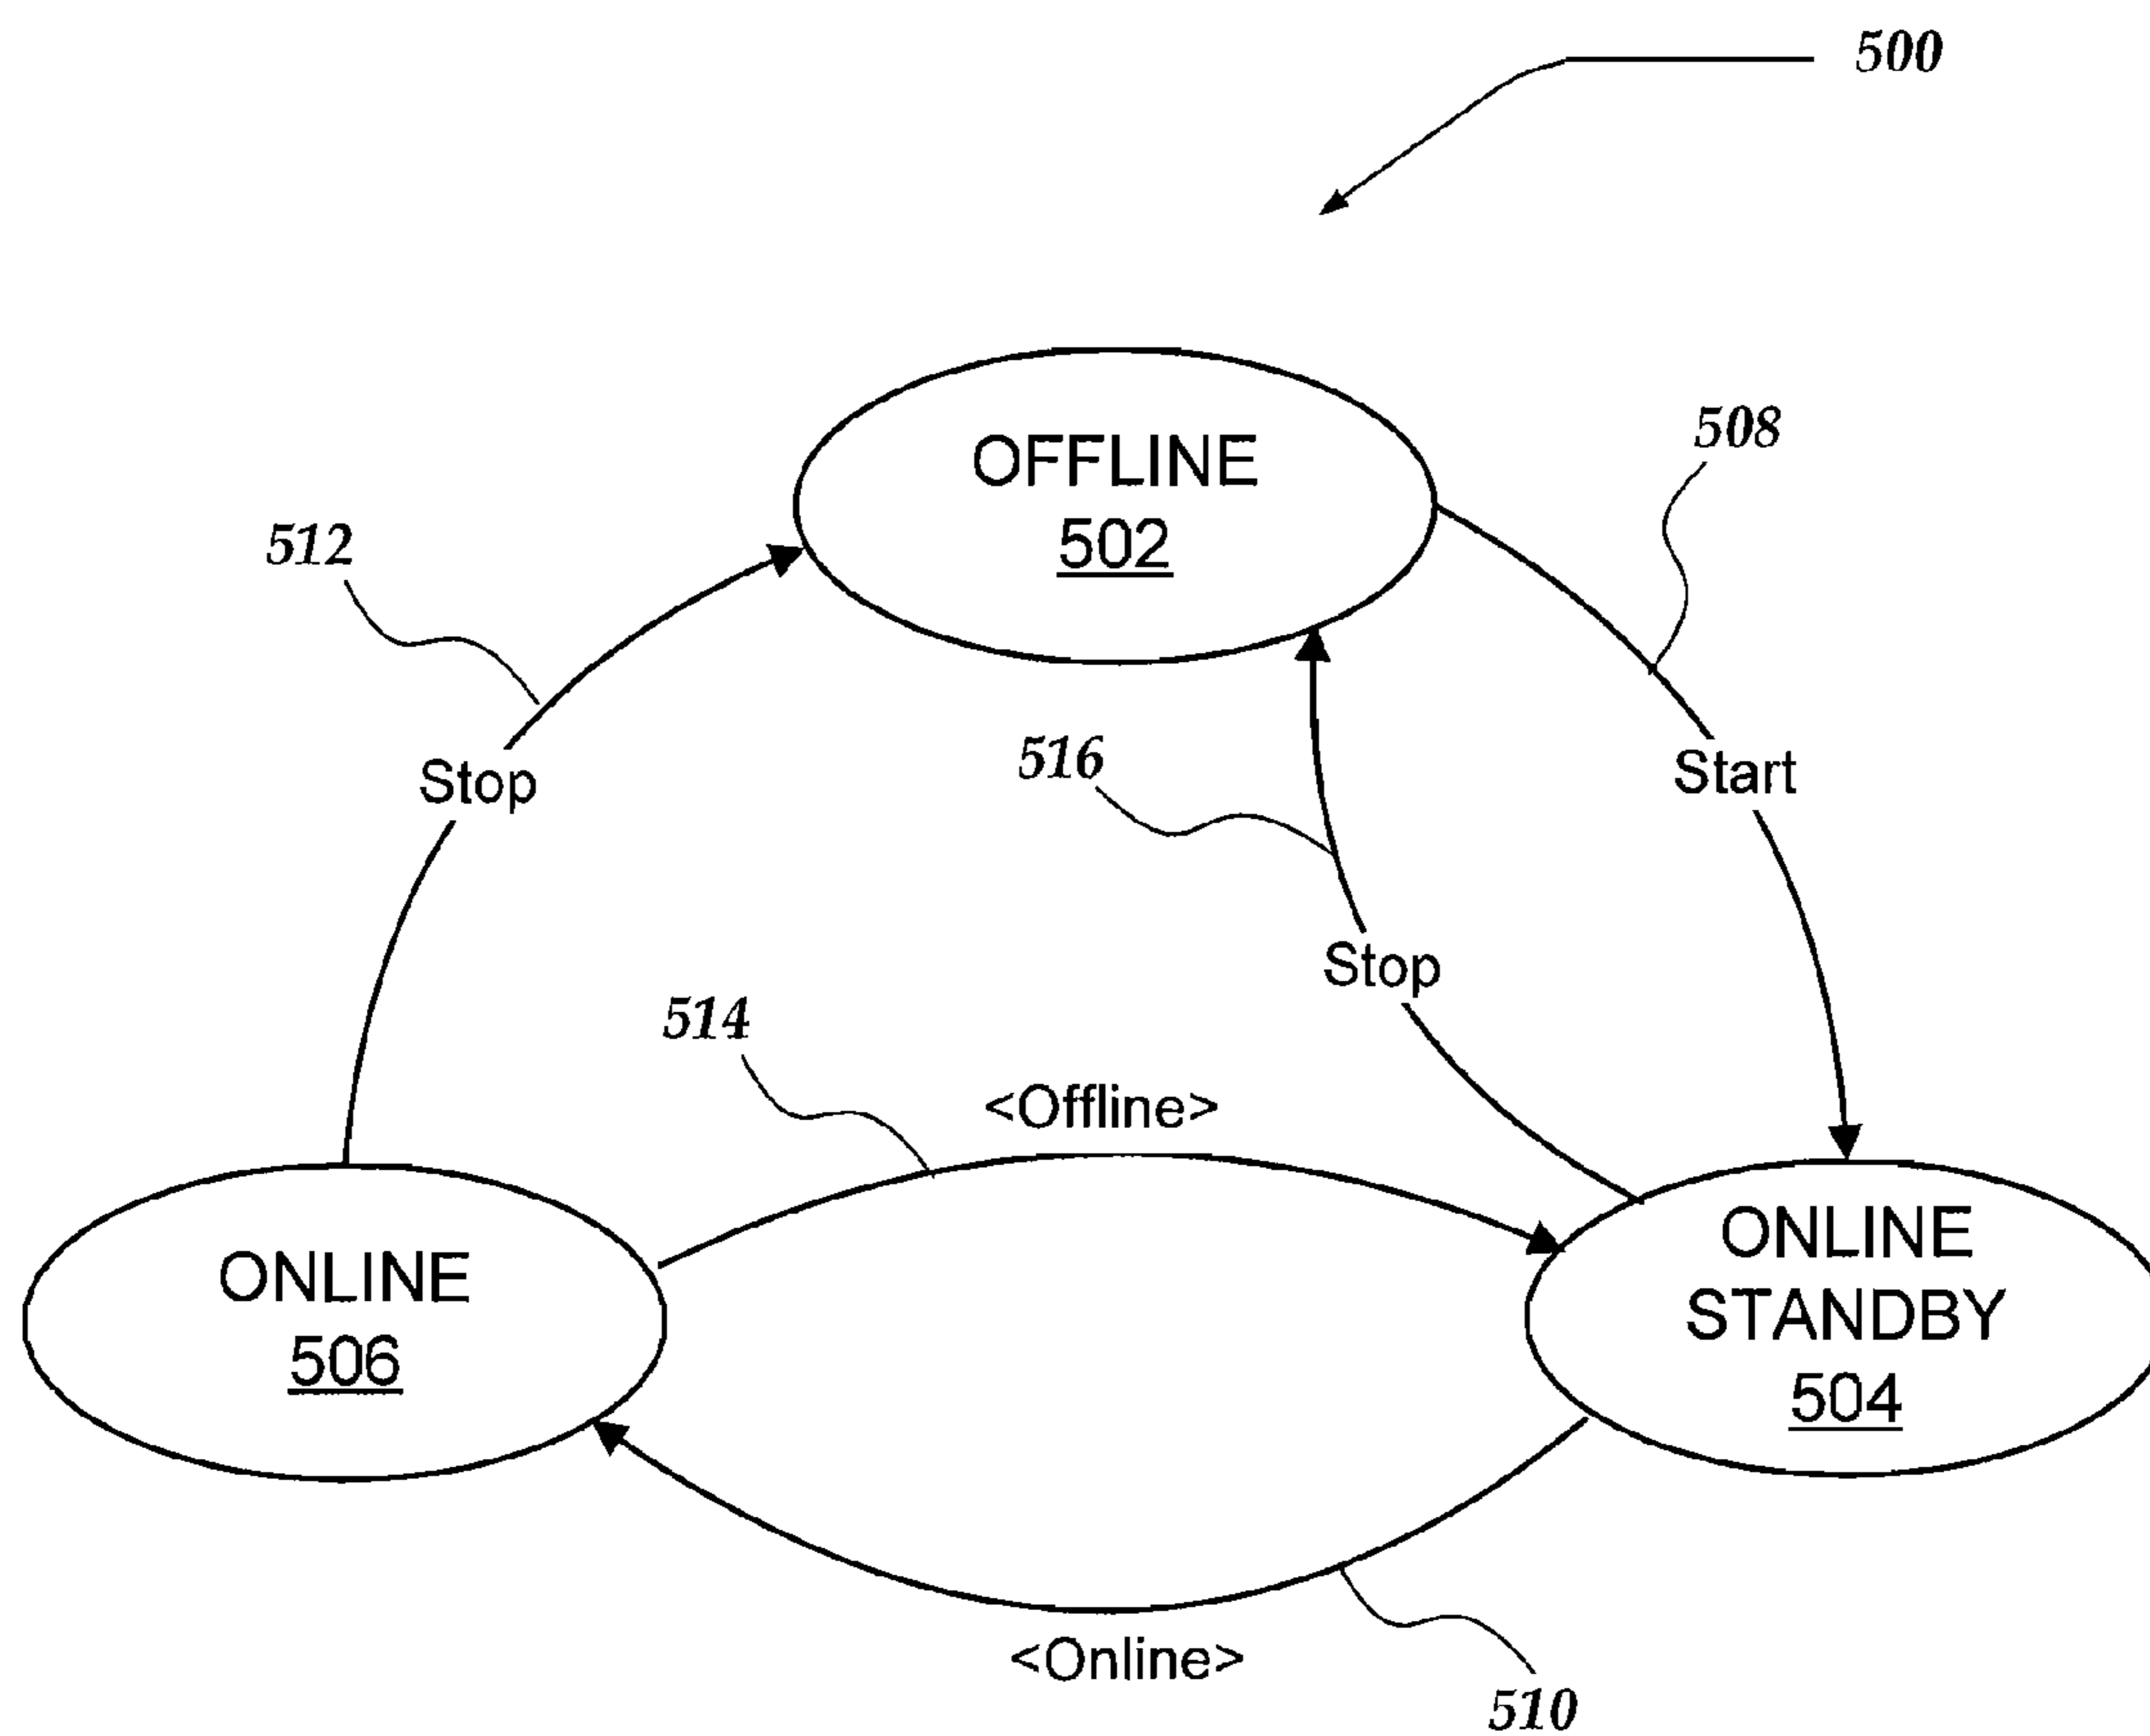 500
OFFLINE
502
508
512
Stop
516
Start
Stop
514
<Offline>
ONLINE
506
ONLINE
STANDBY
504
<Online>
510